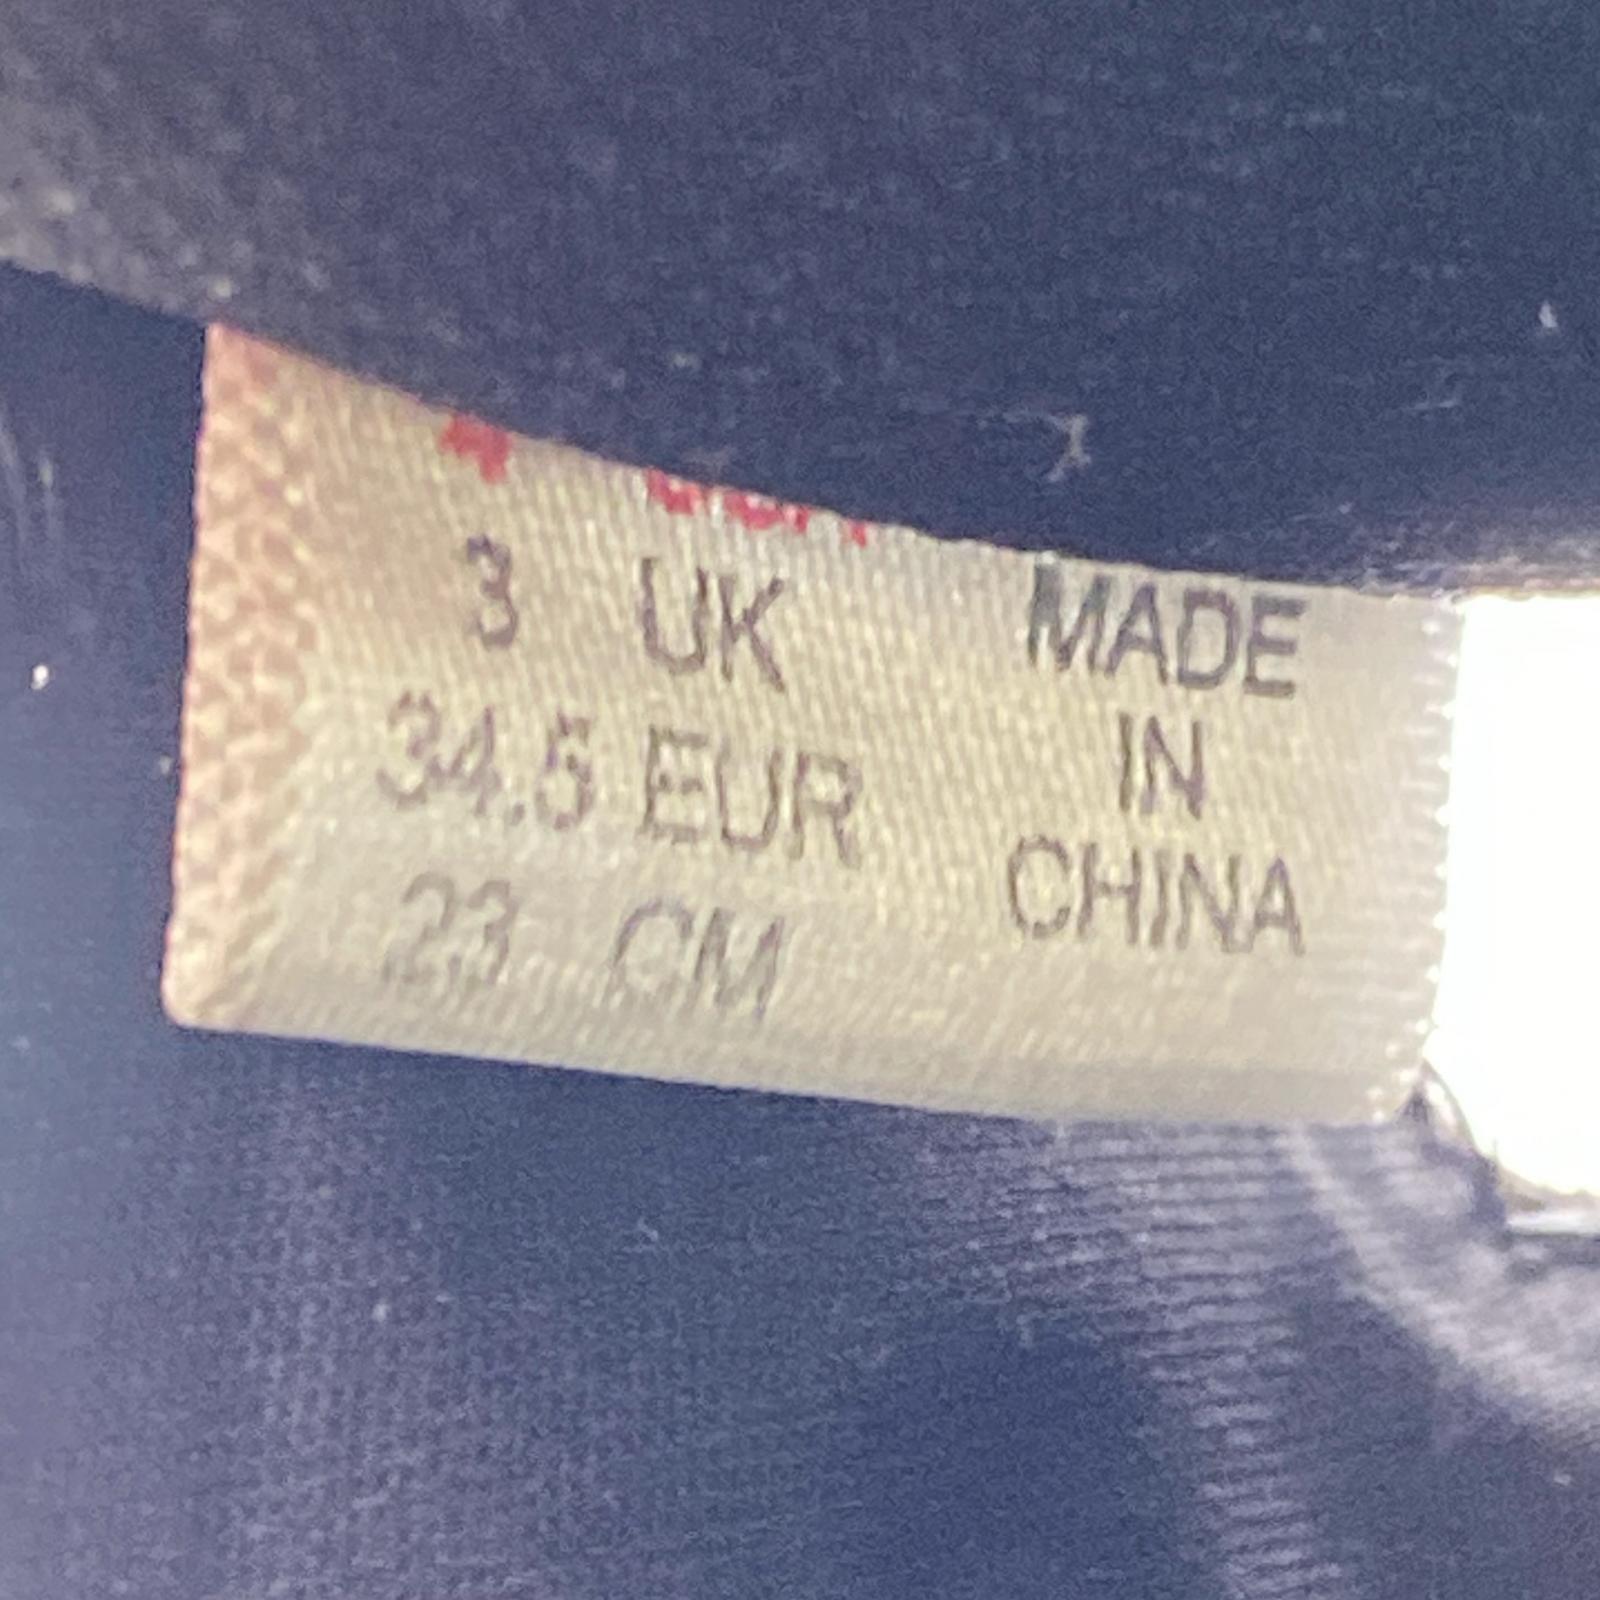 3 UK
34.5 EUR
23 CM
MADE
IN
CHINA